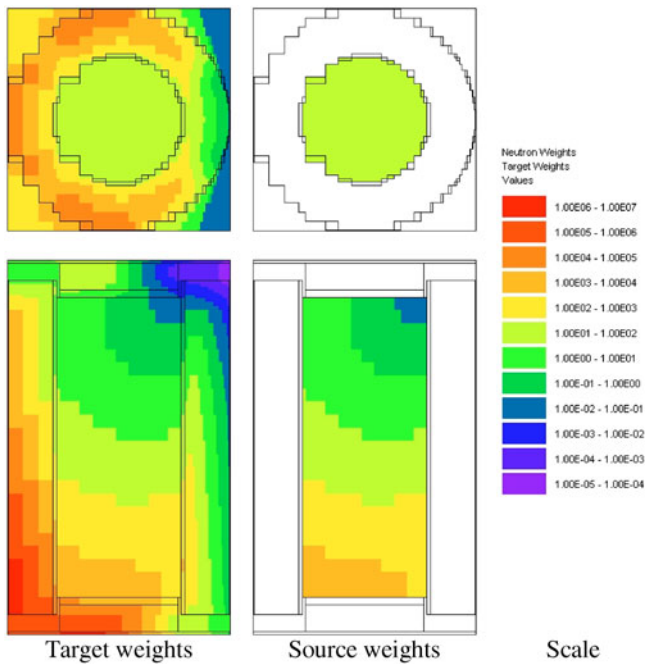 Neutron Weights
Target Weights
Values
1.00E06 - 1.00E07
1.00E05 - 1.00E06
1.00E04 - 1.00E05
1.00E03 - 1.00E04
1.00E02 - 1.00E03
1.00E01 - 1.00E02
1.00E00 - 1.00E01
1.00E-01 - 1.00E00
1.00E-02 - 1.00E-01
1.00E-03 - 1.00E-02
1.00E-04 - 1.00E-03
1.00E-05 - 1.00E-04
Target weights
Source weights
Scale